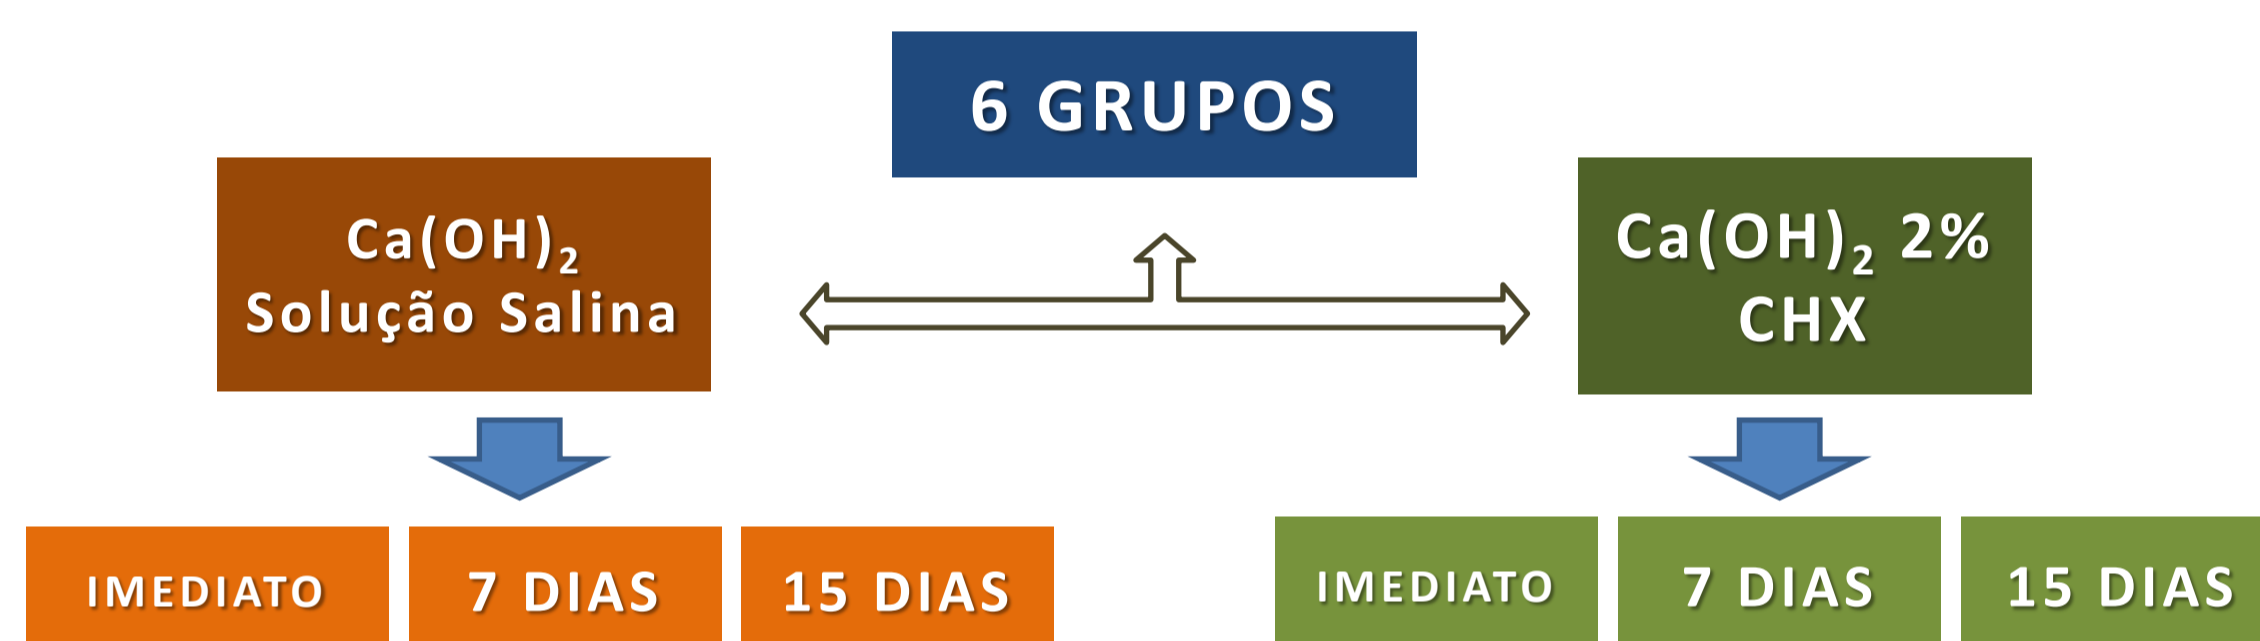 6 GRUPOS
Ca(OH)₂
Solução Salina
Ca(OH)₂ 2%
CHX
IMEDIATO
7 DIAS
15 DIAS
IMEDIATO
7 DIAS
15 DIAS